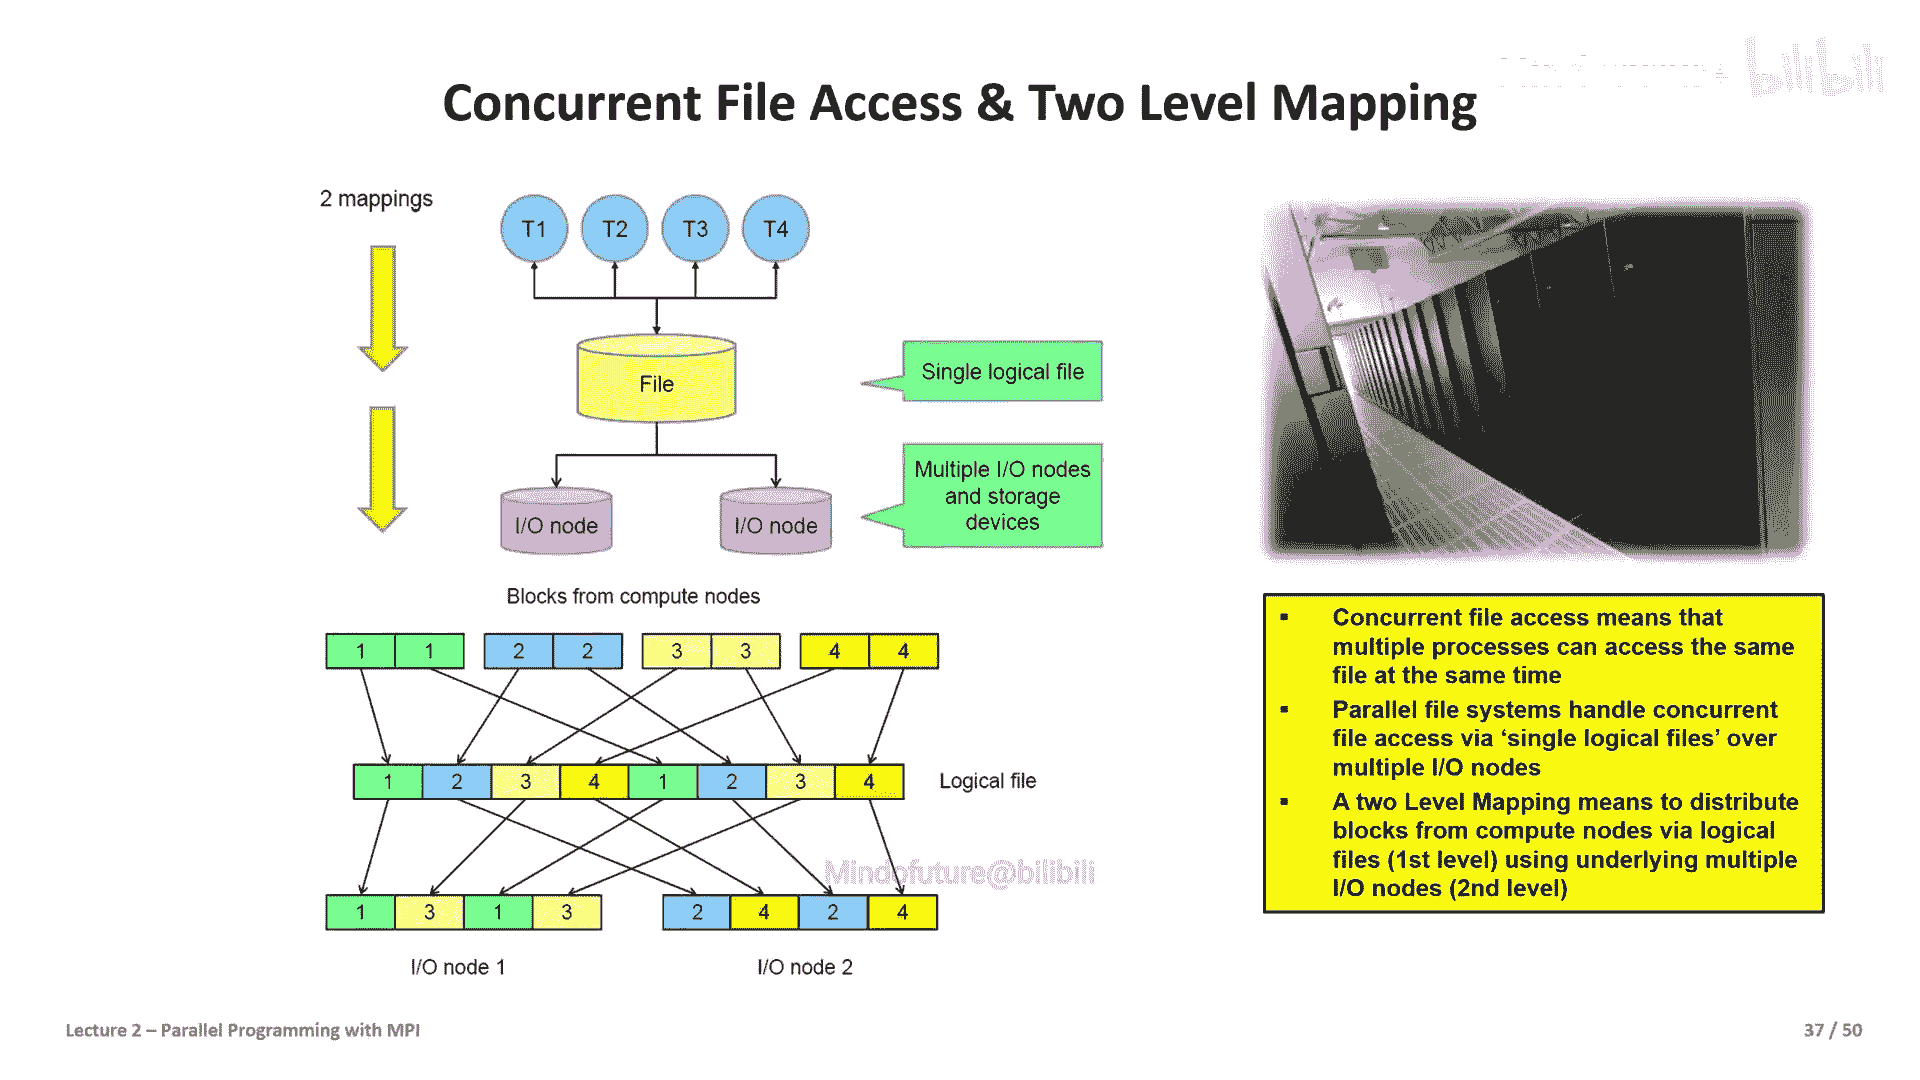 bilibili
Concurrent File Access & Two Level Mapping
2 mappings
T1 T2 T3 T4
File
Single logical file
I/O node I/O node
Multiple I/O nodes
and storage
devices
Blocks from compute nodes
1 1 2 2 3 3 4 4
1 2 3 4 1 2 3 4 Logical file
Mindofuture@bilibili
1 3 1 3 2 4 2 4
I/O node 1 I/O node 2
▪ Concurrent file access means that
multiple processes can access the same
file at the same time
▪ Parallel file systems handle concurrent
file access via ‘single logical files’ over
multiple I/O nodes
▪ A two Level Mapping means to distribute
blocks from compute nodes via logical
files (1st level) using underlying multiple
I/O nodes (2nd level)
Lecture 2 – Parallel Programming with MPI
37 / 50